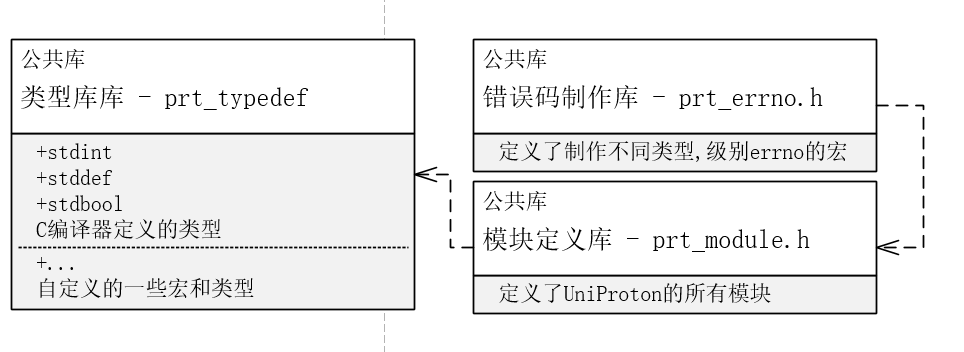 公共库
类型库库 - prt_typedef
+stdint
+stddef
+stdbool
C编译器定义的类型
+...
自定义的一些宏和类型
公共库
错误码制作库 - prt_errno.h
定义了制作不同类型,级别errno的宏
公共库
模块定义库 - prt_module.h
定义了UniProton的所有模块